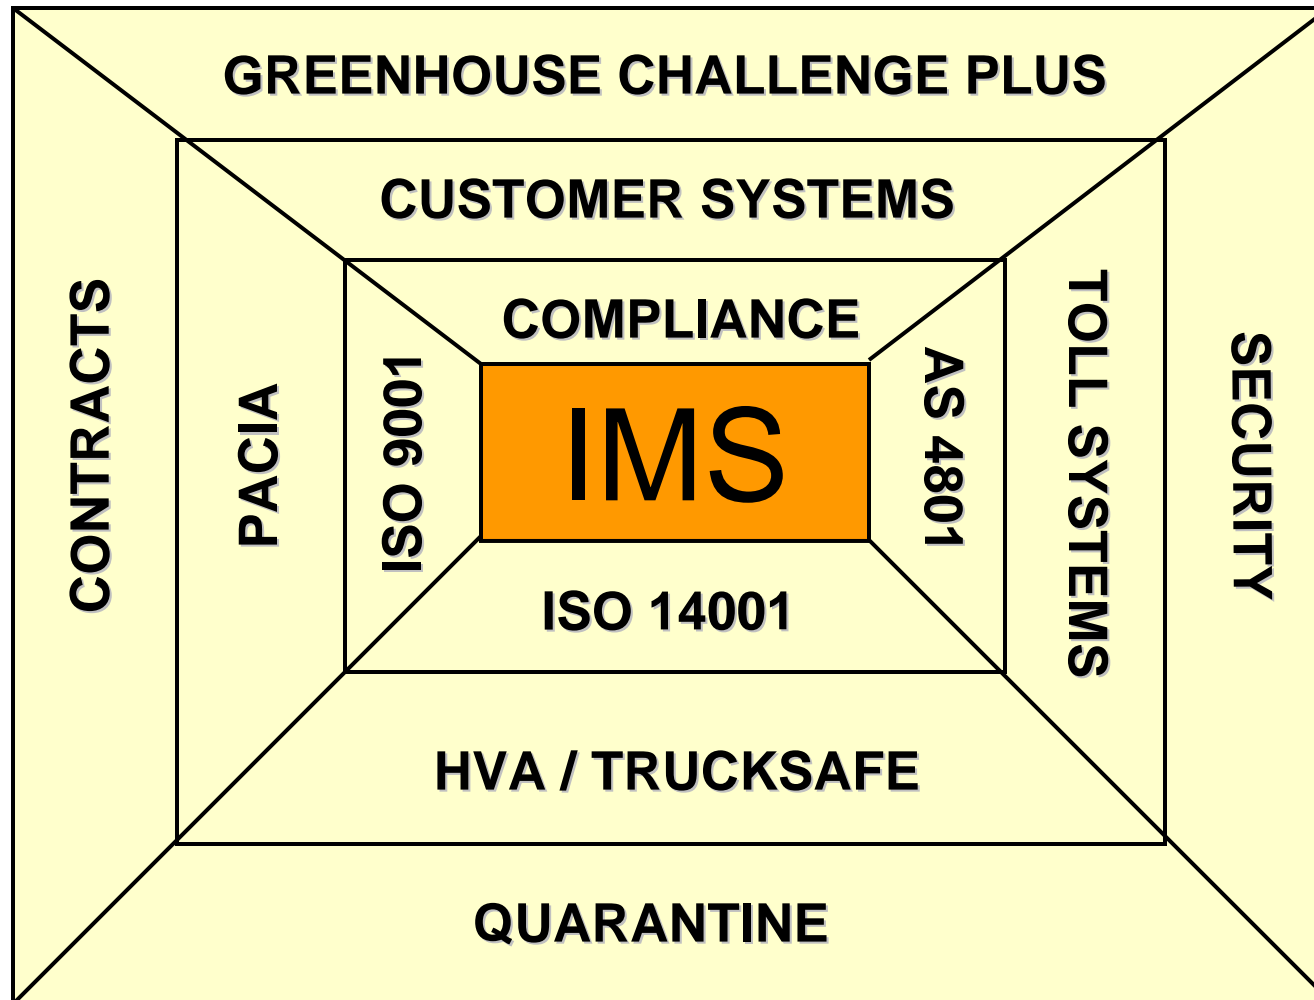 GREENHOUSE CHALLENGE PLUS
CUSTOMER SYSTEMS
COMPLIANCE
CONTRACTS
PACIA
ISO 9001
IMS
AS 4801
TOLL SYSTEMS
SECURITY
ISO 14001
HVA / TRUCKSAFE
QUARANTINE